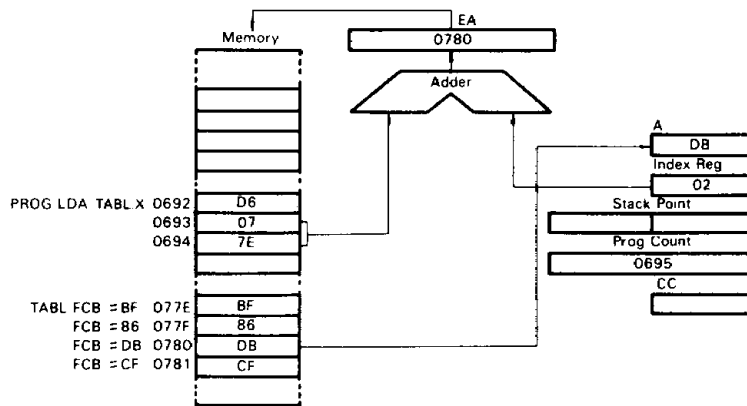 EA
Memory
0780
Adder
A
DB
Index Reg
02
Stack Point
Prog Count
0695
CC
PROG LDA TABL.X 0692 D6
0693 07
0694 7E
TABL FCB = BF 077E BF
FCB = 86 077F 86
FCB = DB 0780 DB
FCB = CF 0781 CF